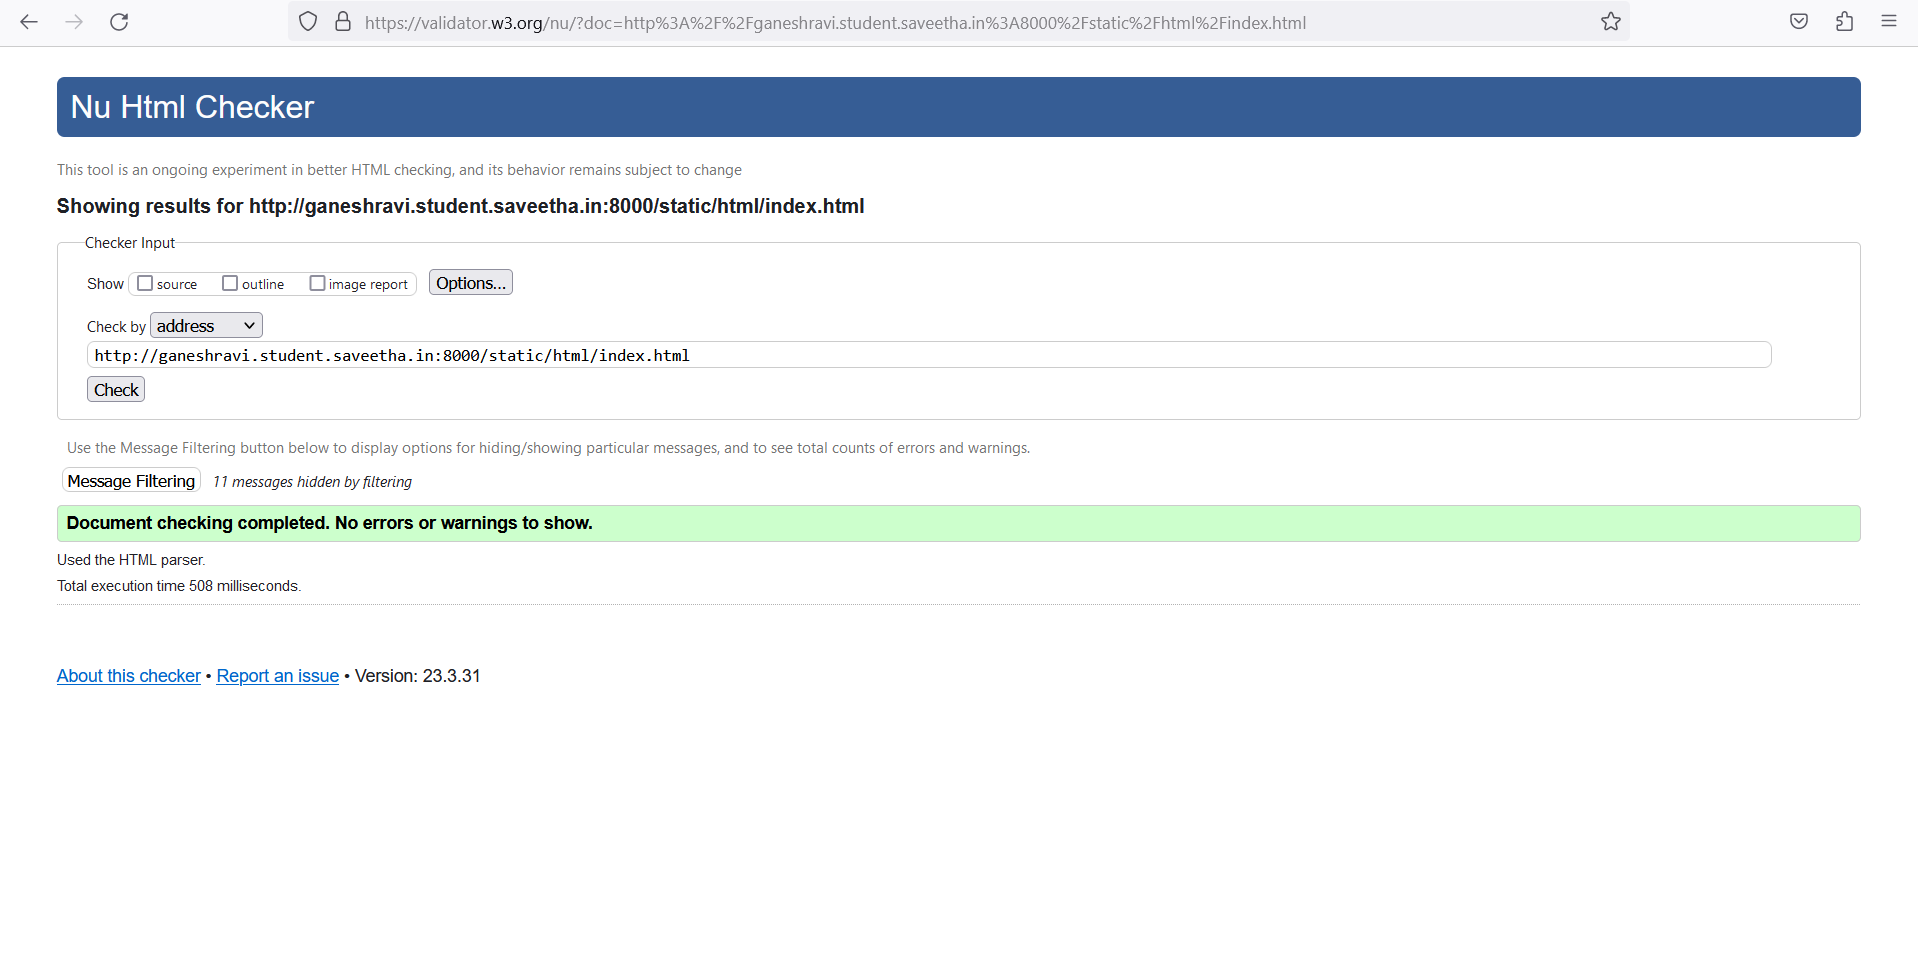 https://validator.w3.org/nu/?doc=http%3A%2F%2Fganeshravi.student.saveetha.in%3A8000%2Fstatic%2Fhtml%2Findex.html
Nu Html Checker
This tool is an ongoing experiment in better HTML checking, and its behavior remains subject to change
Showing results for http://ganeshravi.student.saveetha.in:8000/static/html/index.html
Checker Input
Show source outline image report Options...
Check by address
http://ganeshravi.student.saveetha.in:8000/static/html/index.html
Check
Use the Message Filtering button below to display options for hiding/showing particular messages, and to see total counts of errors and warnings.
Message Filtering 11 messages hidden by filtering
Document checking completed. No errors or warnings to show.
Used the HTML parser.
Total execution time 508 milliseconds.
About this checker • Report an issue • Version: 23.3.31